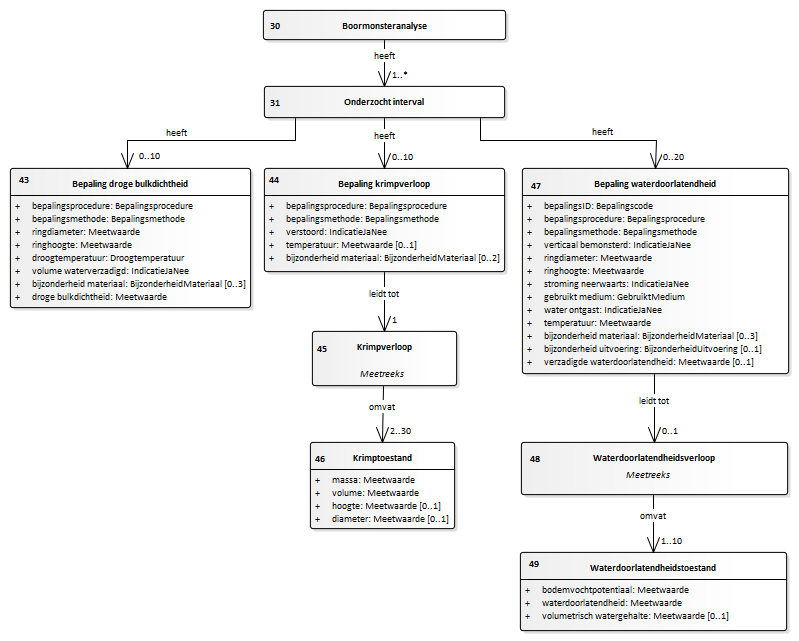 30 Boormonsteranalyse
heeft
1..*
31 Onderzocht interval
heeft
0..10
heeft
0..10
heeft
0..20
43 Bepaling droge bulkdichtheid
+ bepalingsprocedure: Bepalingsprocedure
+ bepalingsmethode: Bepalingsmethode
+ ringdiameter: Meetwaarde
+ ringhoogte: Meetwaarde
+ droogtemperatuur: Droogtemperatuur
+ volume waterverzadigd: IndicatieJaNee
+ bijzonderheid materiaal: BijzonderheidMateriaal [0..3]
+ droge bulkdichtheid: Meetwaarde
44 Bepaling krimpverloop
+ bepalingsprocedure: Bepalingsprocedure
+ bepalingsmethode: Bepalingsmethode
+ verstoord: IndicatieJaNee
+ temperatuur: Meetwaarde [0..1]
+ bijzonderheid materiaal: BijzonderheidMateriaal [0..2]
47 Bepaling waterdoorlatendheid
+ bepalingsID: Bepalingscode
+ bepalingsprocedure: Bepalingsprocedure
+ bepalingsmethode: Bepalingsmethode
+ verticaal bemonsterd: IndicatieJaNee
+ ringdiameter: Meetwaarde
+ ringhoogte: Meetwaarde
+ stroming neerwaarts: IndicatieJaNee
+ gebruikt medium: GebruiktMedium
+ water ontgast: IndicatieJaNee
+ temperatuur: Meetwaarde
+ bijzonderheid materiaal: BijzonderheidMateriaal [0..3]
+ bijzonderheid uitvoering: BijzonderheidUitvoering [0..1]
+ verzadigde waterdoorlatendheid: Meetwaarde [0..1]
leidt tot
1
45 Krimpverloop
Meetreeks
omvat
2..30
46 Krimptoestand
+ massa: Meetwaarde
+ volume: Meetwaarde
+ hoogte: Meetwaarde [0..1]
+ diameter: Meetwaarde [0..1]
leidt tot
0..1
48 Waterdoorlatendheidsverloop
Meetreeks
omvat
1..10
49 Waterdoorlatendheidstoestand
+ bodemvochtpotentiaal: Meetwaarde
+ waterdoorlatendheid: Meetwaarde
+ volumetrisch watergehalte: Meetwaarde [0..1]